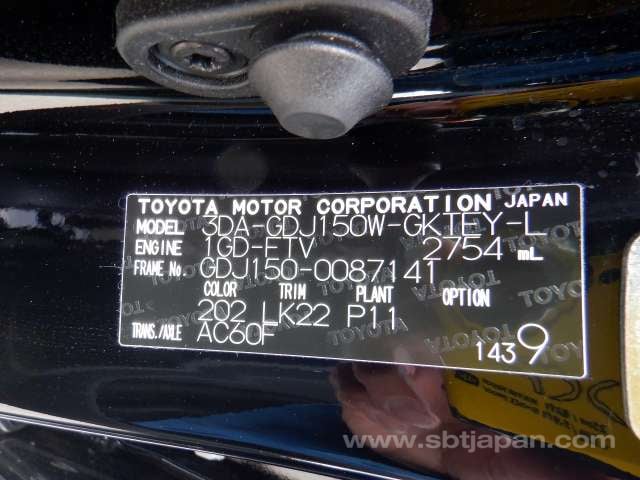 TOYOTA MOTOR CORPORATION JAPAN
MODEL 3DA-GDJ150W-GKTEY-L
ENGINE 1GD-FTV 2754 mL
FRAME No GDJ150-0087141
COLOR TRIM PLANT OPTION
202 LK22 P11
TRANS./AXLE AC60F
1439
www.sbtjapan.com